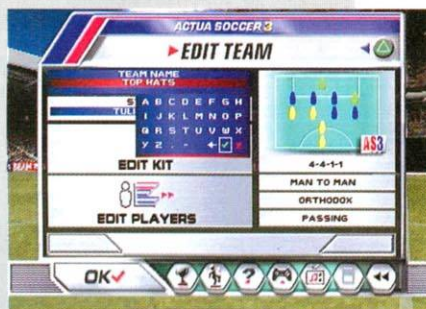 ACTUA SOCCER 3
EDIT TEAM
TEAM NAME
TOP HATS
A B C D E F G H
I J K L M N O P
Q R S T U V W X
Y Z - .
EDIT KIT
EDIT PLAYERS
AS3
4-4-1-1
MAN TO MAN
ORTHODOX
PASSING
OK
?